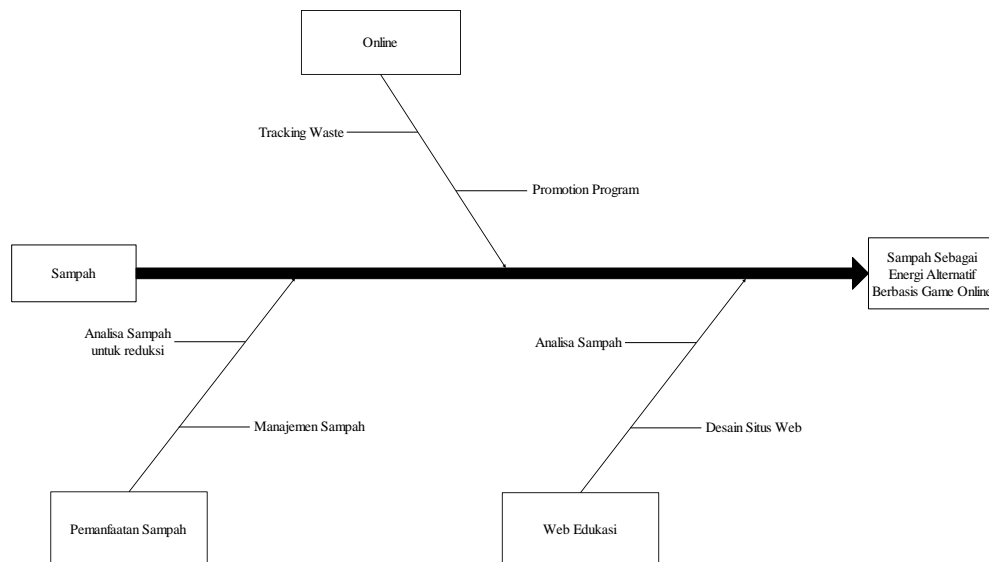 Online
Tracking Waste
Promotion Program
Sampah
Sampah Sebagai
Energi Alternatif
Berbasis Game Online
Analisa Sampah
untuk reduksi
Manajemen Sampah
Analisa Sampah
Desain Situs Web
Pemanfaatan Sampah
Web Edukasi